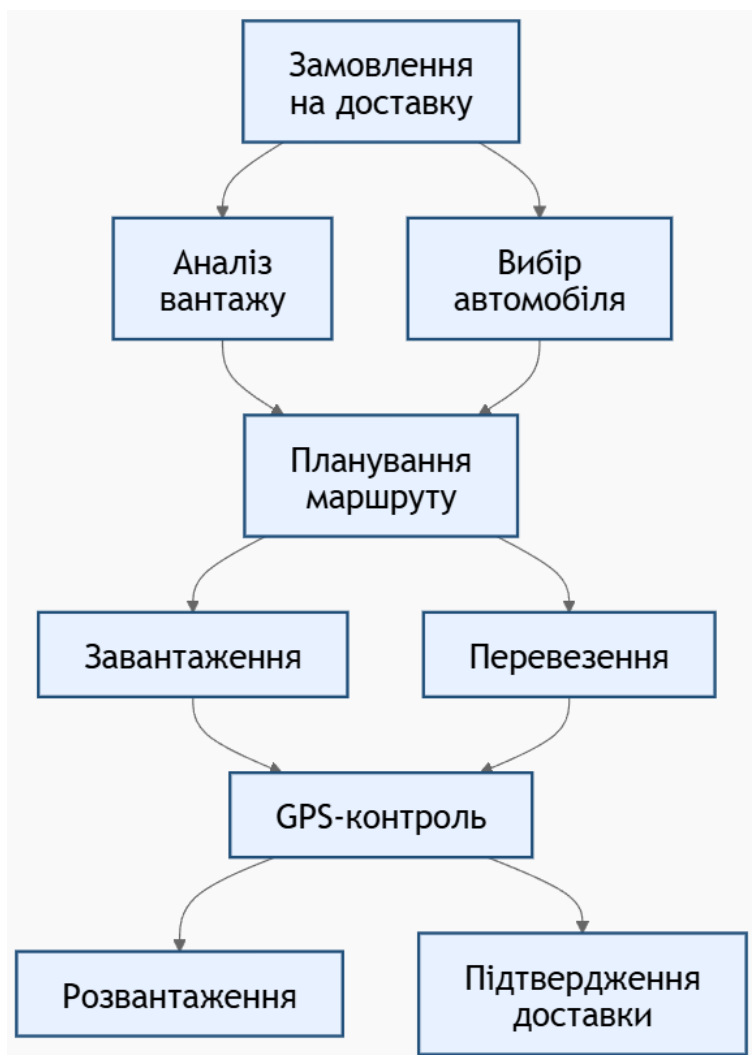 Замовлення
на доставку
Аналіз
вантажу
Вибір
автомобіля
Планування
маршруту
Завантаження
Перевезення
GPS-контроль
Розвантаження
Підтвердження
доставки